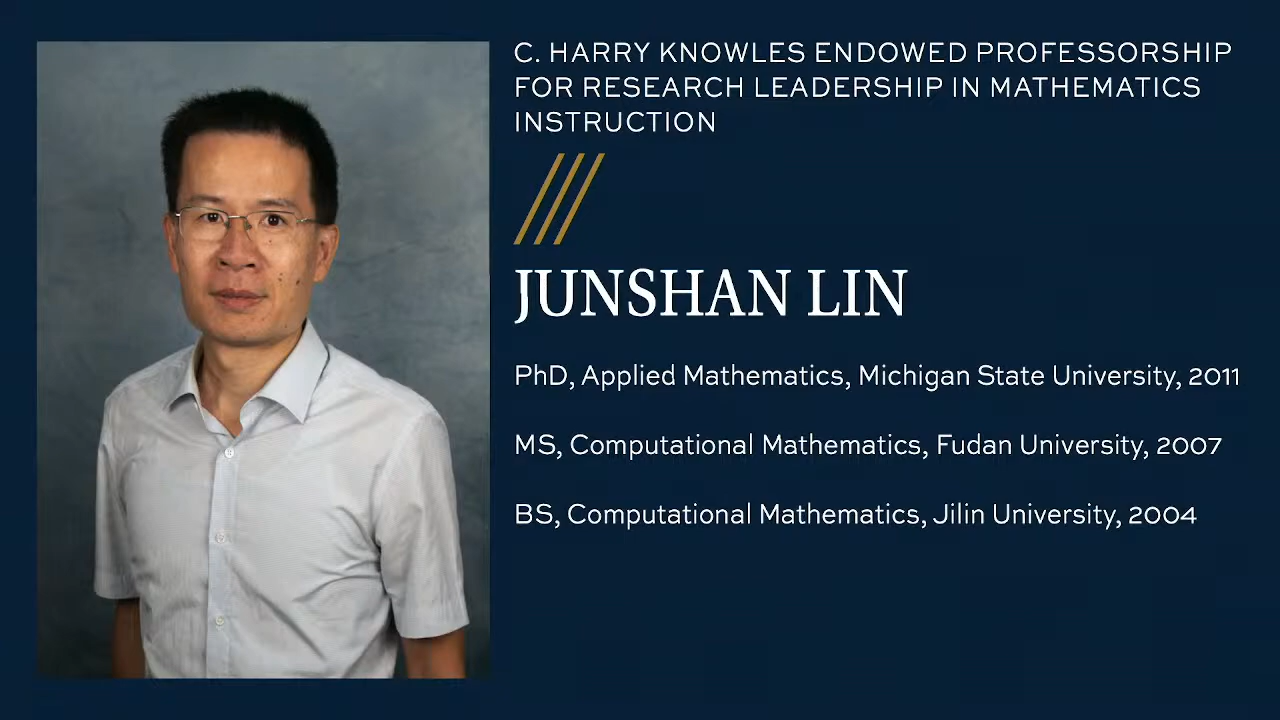 C. HARRY KNOWLES ENDOWED PROFESSORSHIP
FOR RESEARCH LEADERSHIP IN MATHEMATICS
INSTRUCTION
JUNSHAN LIN
PhD, Applied Mathematics, Michigan State University, 2011
MS, Computational Mathematics, Fudan University, 2007
BS, Computational Mathematics, Jilin University, 2004